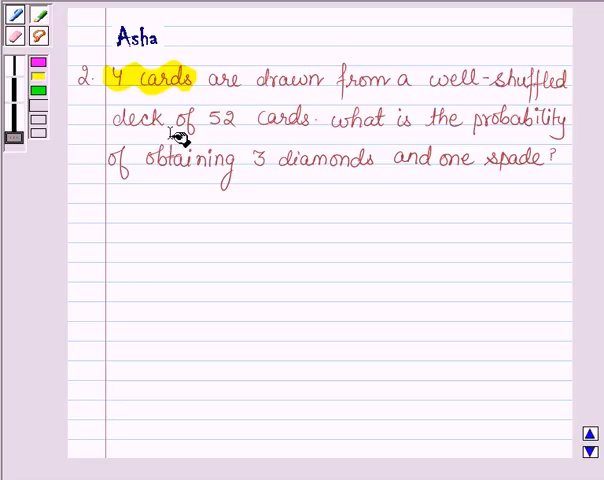 Asha
2. 4 cards are drawn from a well-shuffled
deck of 52 cards. what is the probability
of obtaining 3 diamonds and one spade?